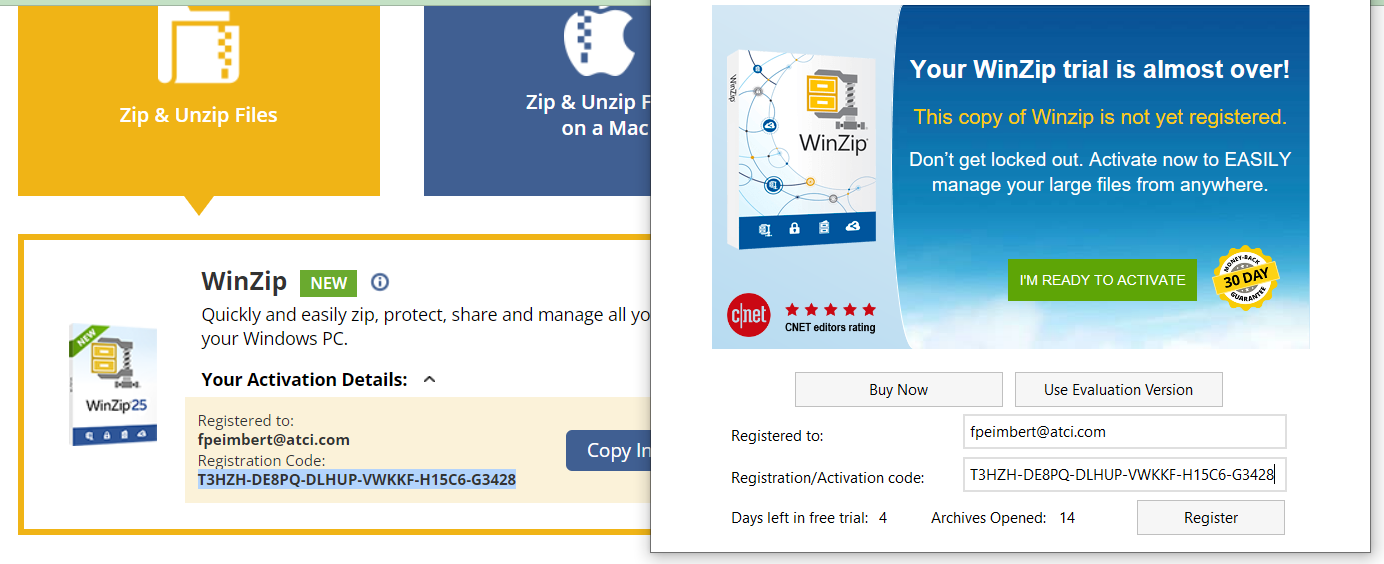 Zip & Unzip Files
Zip & Unzip F
on a Mac
WinZip NEW
Quickly and easily zip, protect, share and manage all yo
your Windows PC.
NEW
WinZip 25
Your Activation Details:
Registered to:
fpeimbert@atci.com
Registration Code:
T3HZH-DE8PQ-DLHUP-VWKKF-H15C6-G3428
Copy In
WinZip
WinZip
Your WinZip trial is almost over!
This copy of Winzip is not yet registered.
Don't get locked out. Activate now to EASILY
manage your large files from anywhere.
I'M READY TO ACTIVATE
MONEY-BACK
30 DAY
GUARANTEE
c|net
CNET editors rating
Buy Now
Use Evaluation Version
Registered to: fpeimbert@atci.com
Registration/Activation code: T3HZH-DE8PQ-DLHUP-VWKKF-H15C6-G3428
Days left in free trial: 4 Archives Opened: 14 Register